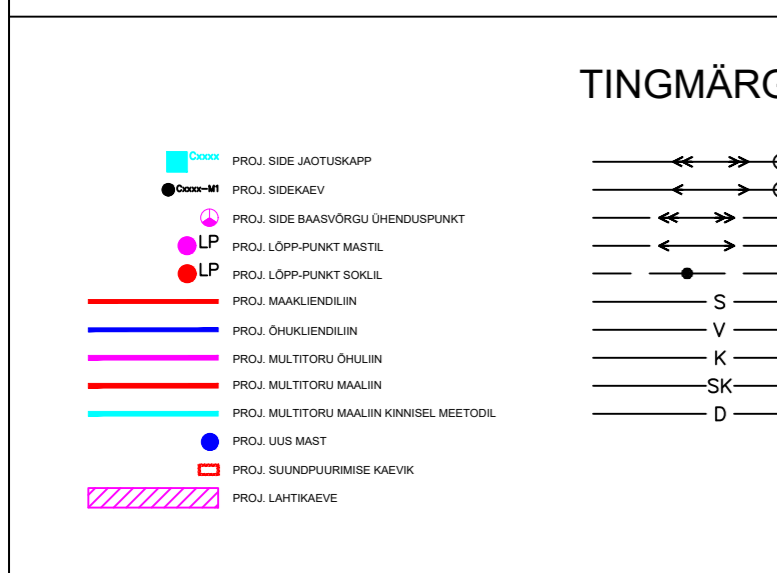 TINGMÄRG
Cxxxx PROJ. SIDE JAOTUSKAPP
Cxxxx-M1 PROJ. SIDEKAEV
PROJ. SIDE BAASVÕRGU ÜHENDUSPUNKT
LP PROJ. LÕPP-PUNKT MASTIL
LP PROJ. LÕPP-PUNKT SOKLIL
PROJ. MAAKLIENDILIIN
PROJ. ÕHUKLIENDILIIN
PROJ. MULTITORU ÕHULIIN
PROJ. MULTITORU MAALIIN
PROJ. MULTITORU MAALIIN KINNISEL MEETODIL
PROJ. UUS MAST
PROJ. SUUNDPUURIMISE KAEVIK
PROJ. LAHTIKAEVE
S
V
K
SK
D